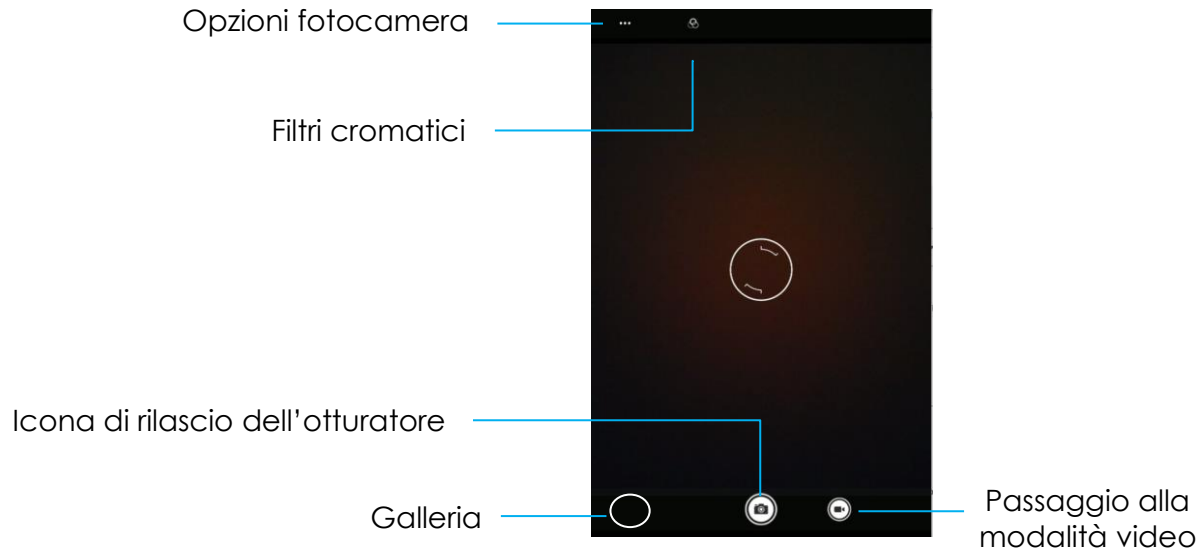 Opzioni fotocamera
Filtri cromatici
Icona di rilascio dell’otturatore
Galleria
Passaggio alla
modalità video